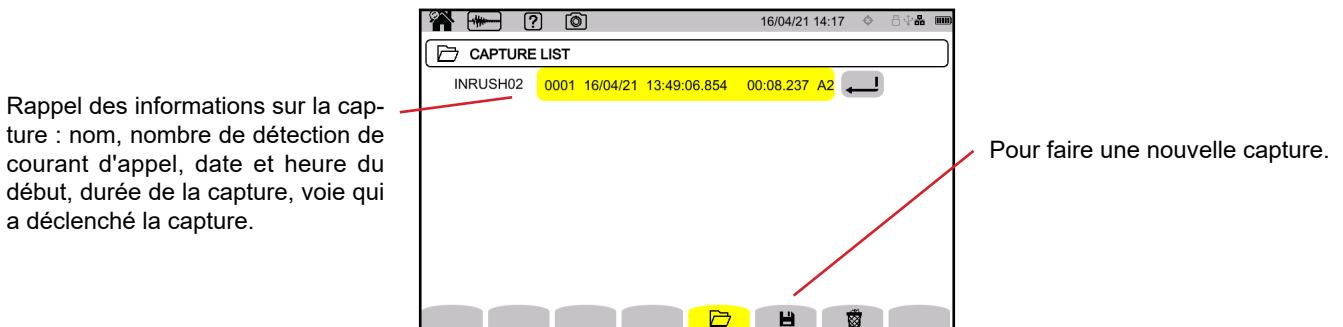 16/04/21 14:17
CAPTURE LIST
INRUSH02 0001 16/04/21 13:49:06.854 00:08.237 A2
Rappel des informations sur la cap-
ture : nom, nombre de détection de
courant d'appel, date et heure du
début, durée de la capture, voie qui
a déclenché la capture.
Pour faire une nouvelle capture.